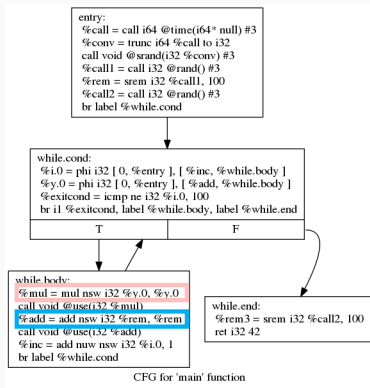 entry:
%call = call i64 @time(i64* null) #3
%conv = trunc i64 %call to i32
call void @srand(i32 %conv) #3
%call1 = call i32 @rand() #3
%rem = srem i32 %call1, 100
%call2 = call i32 @rand() #3
br label %while.cond
while.cond:
%i.0 = phi i32 [ 0, %entry ], [ %inc, %while.body ]
%y.0 = phi i32 [ 0, %entry ], [ %add, %while.body ]
%exitcond = icmp ne i32 %i.0, 100
br i1 %exitcond, label %while.body, label %while.end
T F
while.body:
%mul = mul nsw i32 %y.0, %y.0
call void @use(i32 %mul)
%add = add nsw i32 %rem, %rem
call void @use(i32 %add)
%inc = add nuw nsw i32 %i.0, 1
br label %while.cond
while.end:
%rem3 = srem i32 %call2, 100
ret i32 42
CFG for 'main' function